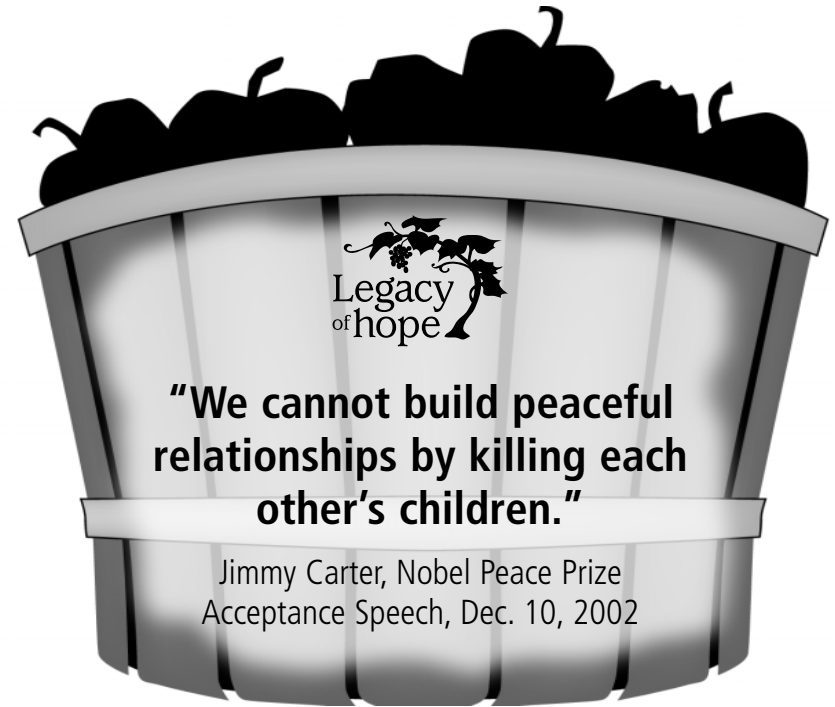 Legacy
of hope
“We cannot build peaceful
relationships by killing each
other’s children.”
Jimmy Carter, Nobel Peace Prize
Acceptance Speech, Dec. 10, 2002